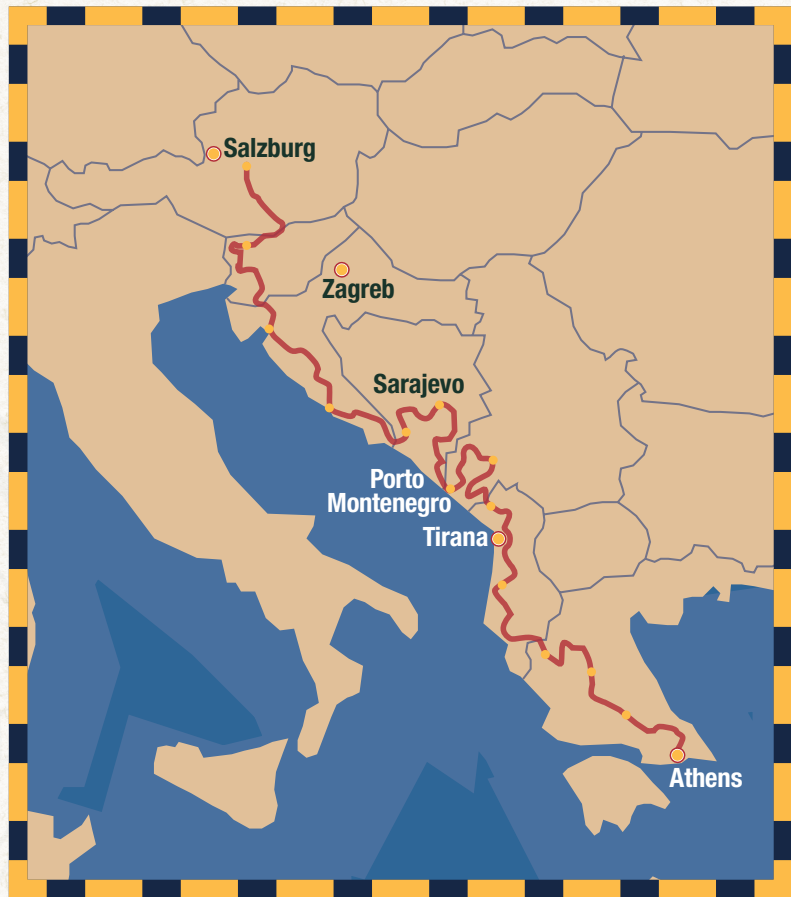 Salzburg
Zagreb
Sarajevo
Porto
Montenegro
Tirana
Athens